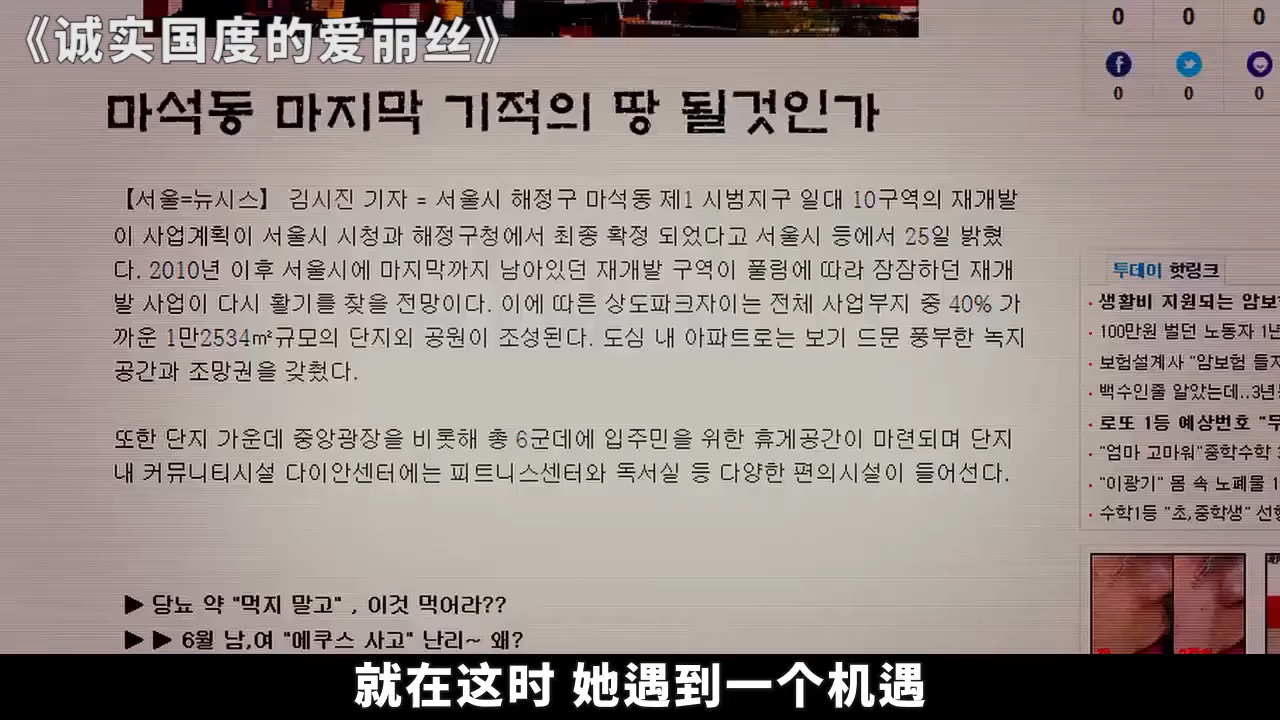 《诚实国度的爱丽丝》
0 0 0
0 0 0
마석동 마지막 기적의 땅 될것인가
【서울=뉴시스】 김시진 기자 = 서울시 해정구 마석동 제1 시범지구 일대 10구역의 재개발
이 사업계획이 서울시 시청과 해정구청에서 최종 확정 되었다고 서울시 등에서 25일 밝혔
다. 2010년 이후 서울시에 마지막까지 남아있던 재개발 구역이 풀림에 따라 잠잠하던 재개
발 사업이 다시 활기를 찾을 전망이다. 이에 따른 상도파크자이는 전체 사업부지 중 40% 가
까운 1만2534㎡규모의 단지외 공원이 조성된다. 도심 내 아파트로는 보기 드문 풍부한 녹지
공간과 조망권을 갖췄다.
또한 단지 가운데 중앙광장을 비롯해 총 6군데에 입주민을 위한 휴게공간이 마련되며 단지
내 커뮤니티시설 다이안센터에는 피트니스센터와 독서실 등 다양한 편의시설이 들어선다.
▶ 당뇨 약 "먹지 말고" , 이것 먹어라??
▶ ▶ 6월 남,여 "에쿠스 사고" 난리~ 왜?
투데이 핫링크
· 생활비 지원되는 암보
· 100만원 벌던 노동자 1년
· 보험설계사 "암보험 들지
· 백수인줄 알았는데..3년
· 로또 1등 예상번호 "무
· "엄마 고마워"중학수학
· "이광기" 몸 속 노폐물 1
· 수학1등 "초,중학생" 선행
就在这时 她遇到一个机遇